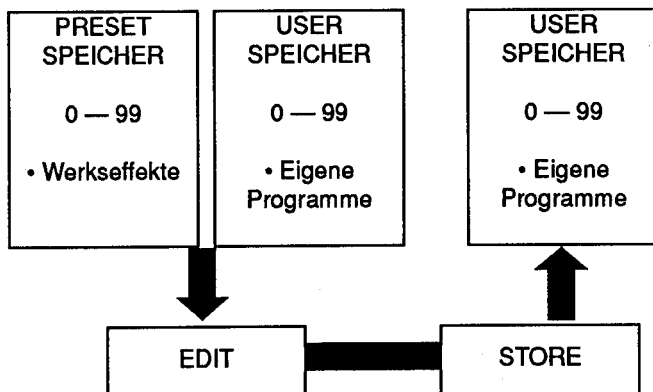 PRESET
SPEICHER
0 — 99
• Werkseffekte
USER
SPEICHER
0 — 99
• Eigene
Programme
USER
SPEICHER
0 — 99
• Eigene
Programme
EDIT
STORE